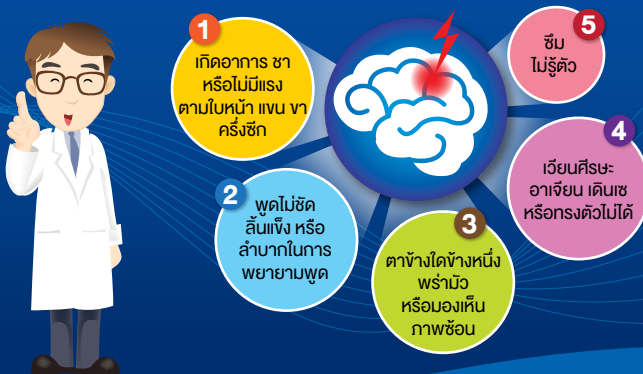 1
เกิดอาการ ชา
หรือไม่มีแรง
ตามใบหน้า แขน ขา
ครึ่งซีก
2
พูดไม่ชัด
ลิ้นแข็ง หรือ
ลำบากในการ
พยายามพูด
3
ตาข้างใดข้างหนึ่ง
พร่ามัว
หรือมองเห็น
ภาพซ้อน
4
เวียนศีรษะ
อาเจียน เดินเซ
หรือทรงตัวไม่ได้
5
ซึม
ไม่รู้ตัว